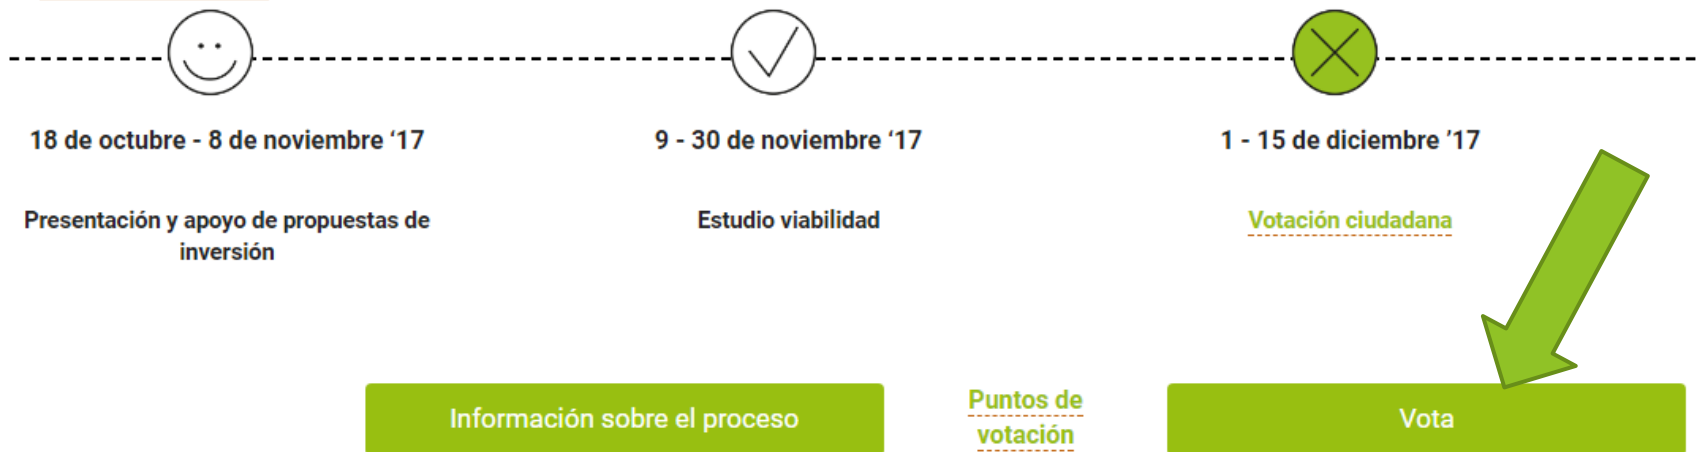 18 de octubre - 8 de noviembre ‘17
9 - 30 de noviembre ‘17
1 - 15 de diciembre ’17
Presentación y apoyo de propuestas de
inversión
Estudio viabilidad
Votación ciudadana
Información sobre el proceso
Puntos de
votación
Vota